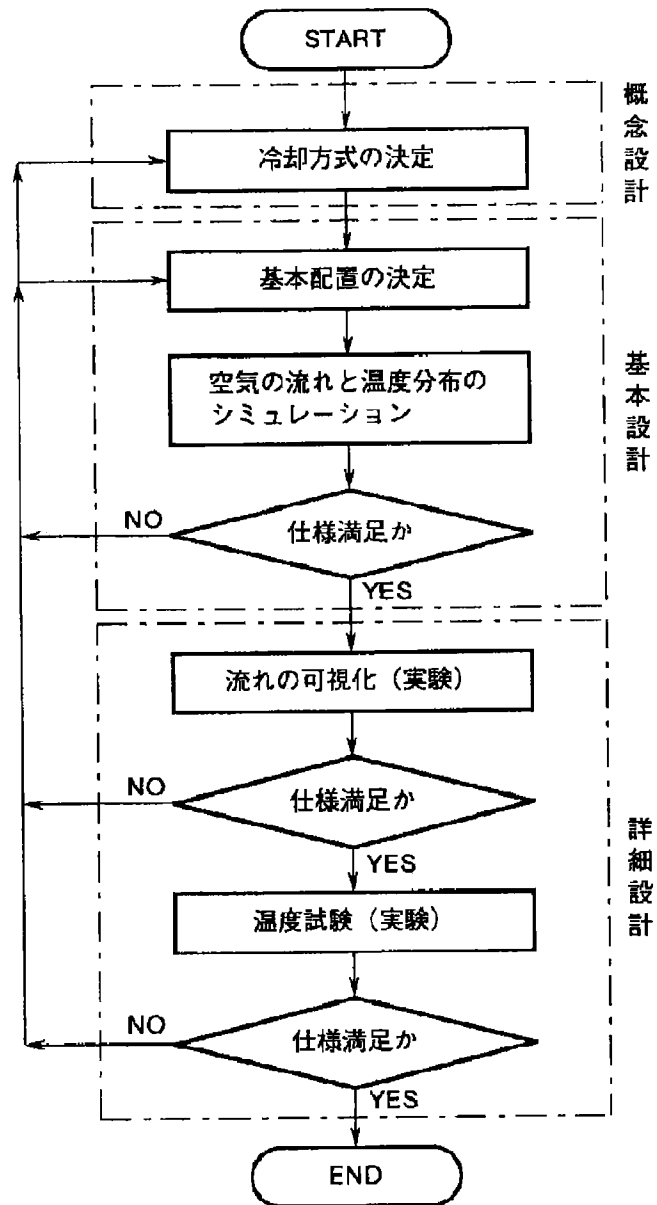 START
概念設計
冷却方式の決定
基本配置の決定
空気の流れと温度分布の
シミュレーション
基本設計
仕様満足か
NO
YES
流れの可視化（実験）
仕様満足か
NO
YES
詳細設計
温度試験（実験）
仕様満足か
NO
YES
END